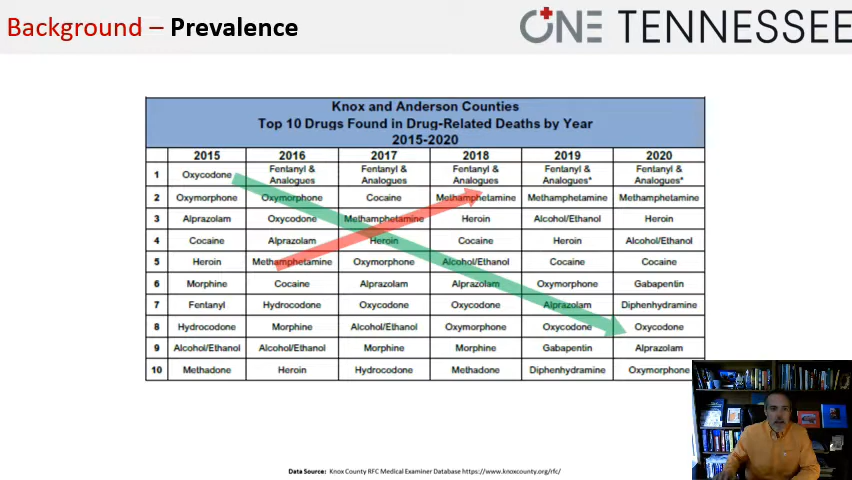 Background – Prevalence
ONE TENNESSEE
Knox and Anderson Counties
Top 10 Drugs Found in Drug-Related Deaths by Year
2015-2020
2015 2016 2017 2018 2019 2020
1 Oxycodone Fentanyl & Analogues Fentanyl & Analogues Fentanyl & Analogues Fentanyl & Analogues* Fentanyl & Analogues*
2 Oxymorphone Oxymorphone Cocaine Methamphetamine Methamphetamine Methamphetamine
3 Alprazolam Oxycodone Methamphetamine Heroin Alcohol/Ethanol Heroin
4 Cocaine Alprazolam Heroin Cocaine Heroin Alcohol/Ethanol
5 Heroin Methamphetamine Oxymorphone Alcohol/Ethanol Cocaine Cocaine
6 Morphine Cocaine Alprazolam Alprazolam Oxymorphone Gabapentin
7 Fentanyl Hydrocodone Oxycodone Oxycodone Alprazolam Diphenhydramine
8 Hydrocodone Morphine Alcohol/Ethanol Oxymorphone Oxycodone Oxycodone
9 Alcohol/Ethanol Alcohol/Ethanol Morphine Morphine Gabapentin Alprazolam
10 Methadone Heroin Hydrocodone Methadone Diphenhydramine Oxymorphone
Data Source: Knox County RFC Medical Examiner Database https://www.knoxcounty.org/rfc/